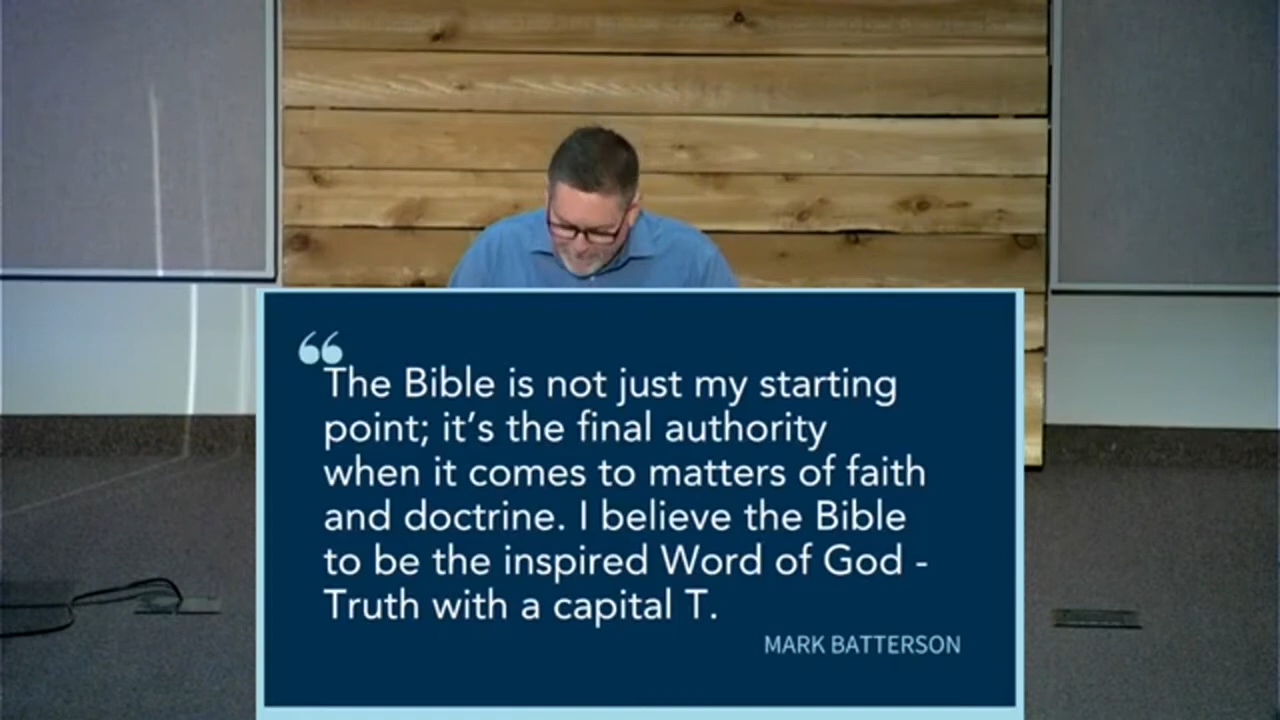 “
The Bible is not just my starting
point; it's the final authority
when it comes to matters of faith
and doctrine. I believe the Bible
to be the inspired Word of God -
Truth with a capital T.
MARK BATTERSON